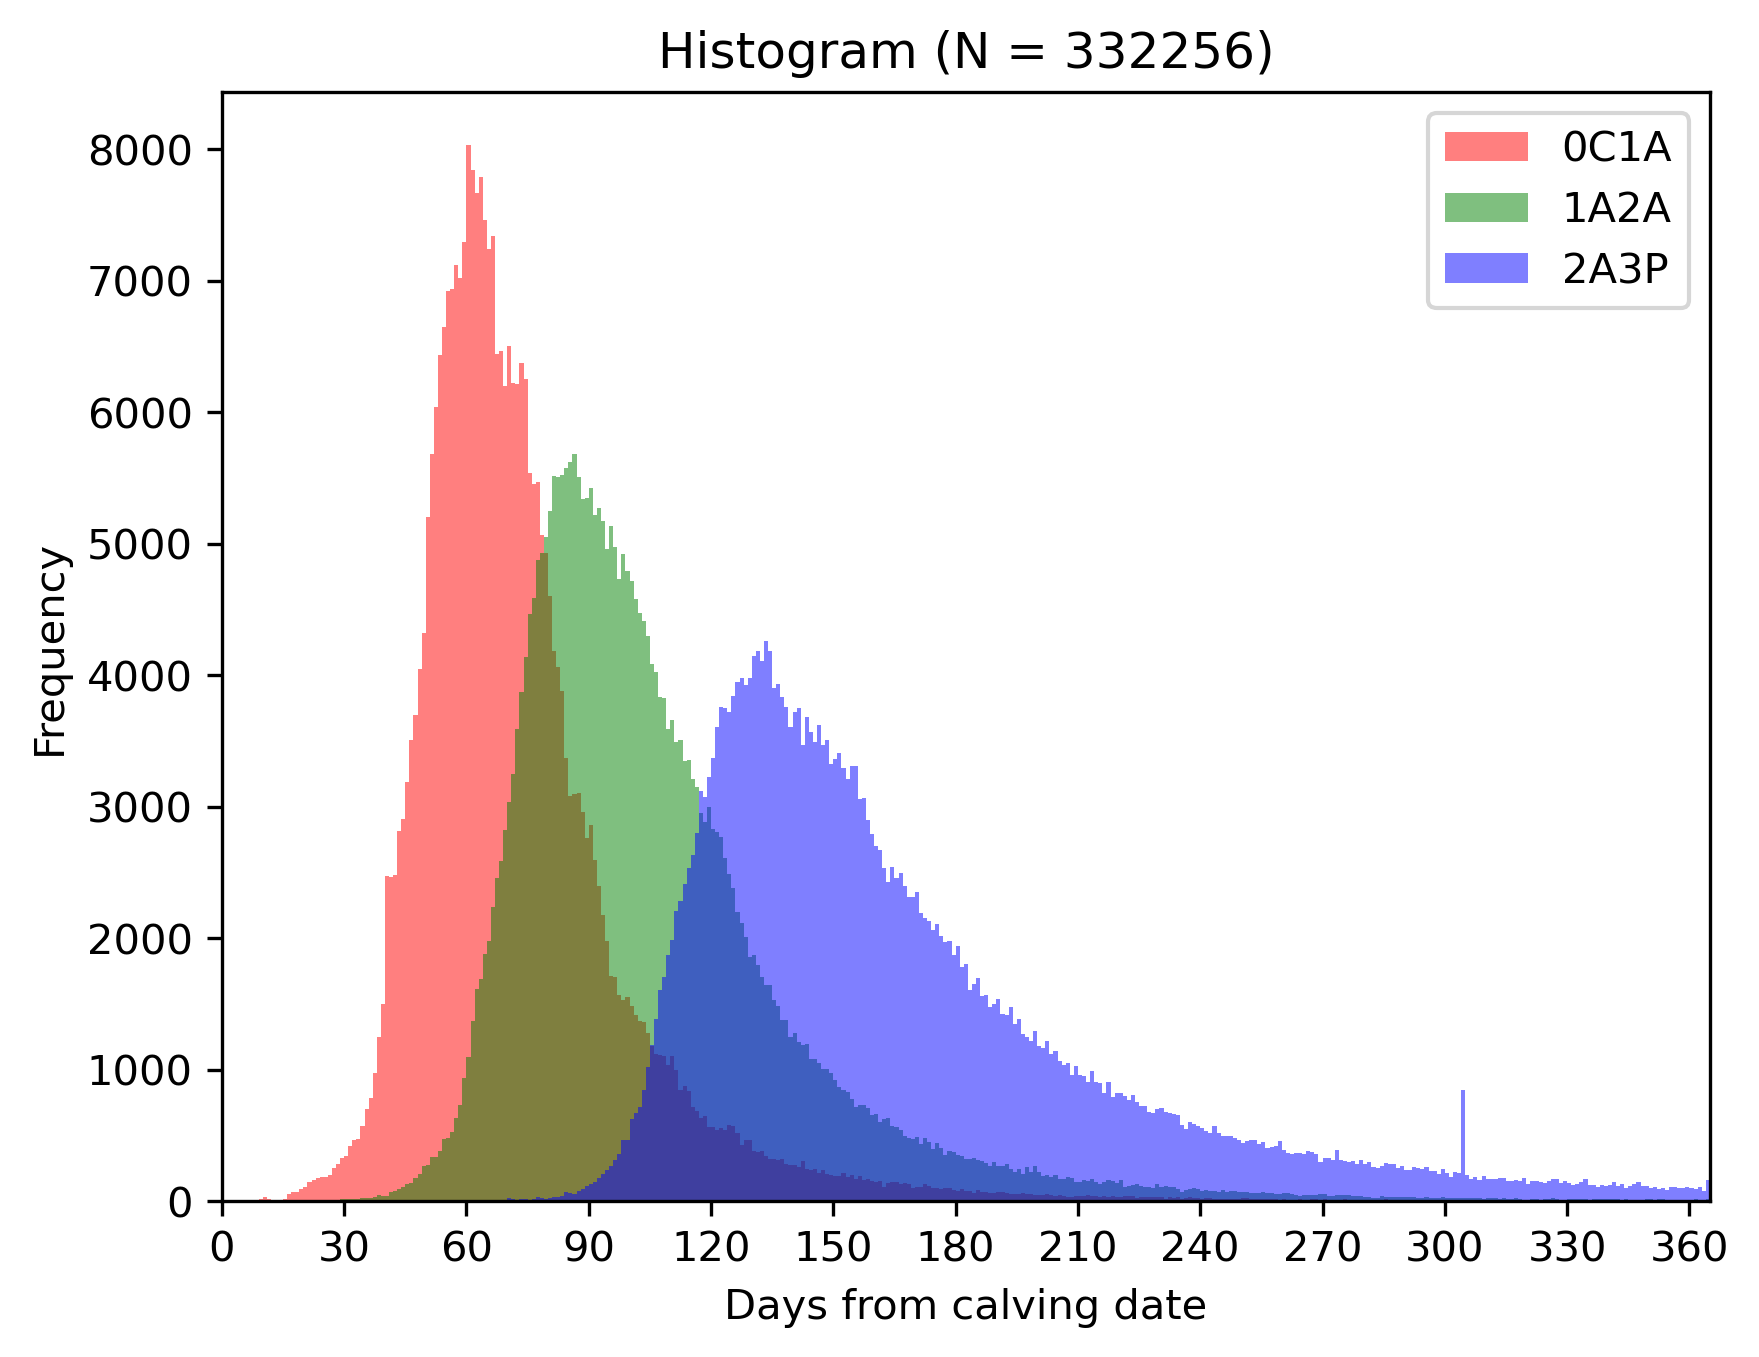 Histogram (N = 332256)
0C1A
1A2A
2A3P
8000
7000
6000
5000
4000
3000
2000
1000
0
Frequency
0 30 60 90 120 150 180 210 240 270 300 330 360
Days from calving date